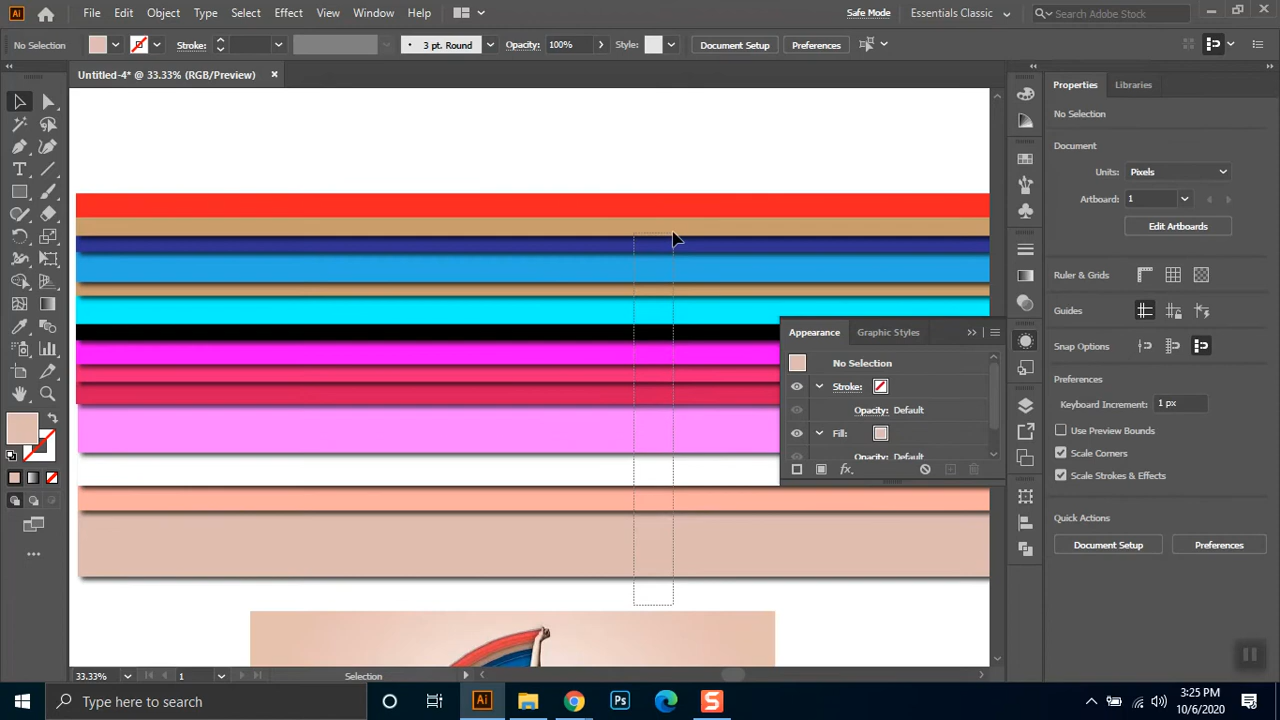 Ai File Edit Object Type Select Effect View Window Help Safe Mode Essentials Classic Search Adobe Stock
No Selection Stroke: 3 pt. Round Opacity: 100% Style: Document Setup Preferences
Untitled-4* @ 33.33% (RGB/Preview)
Properties Libraries
No Selection
Document
Units: Pixels
Artboard: 1
Edit Artboards
Ruler & Grids
Guides
Snap Options
Preferences
Keyboard Increment: 1 px
Use Preview Bounds
Scale Corners
Scale Strokes & Effects
Quick Actions
Document Setup Preferences
Appearance Graphic Styles
No Selection
Stroke:
Opacity: Default
Fill:
Opacity: Default
fx.
33.33% 1 Selection
Type here to search
Ai Ps S
3:25 PM
10/6/2020